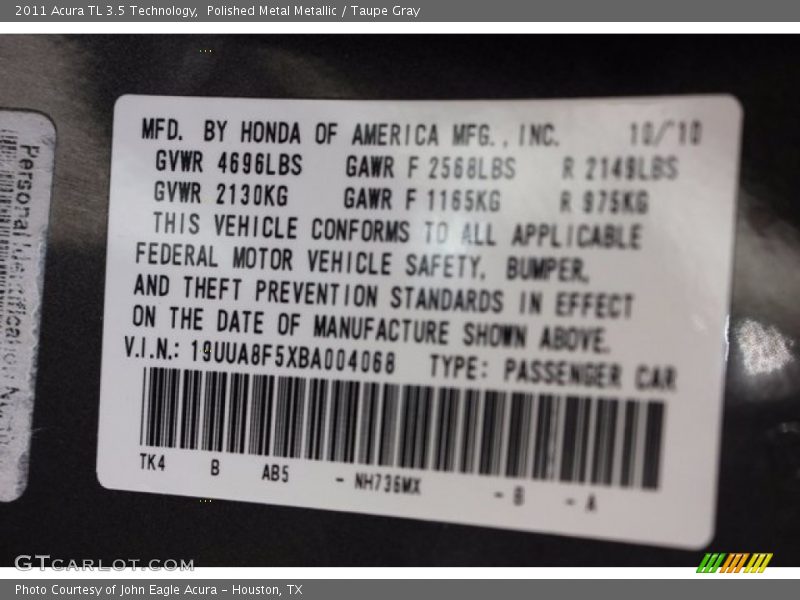 2011 Acura TL 3.5 Technology,  Polished Metal Metallic / Taupe Gray
MFD. BY HONDA OF AMERICA MFG., INC. 10/10
GVWR 4696LBS GAWR F 2568LBS R 2149LBS
GVWR 2130KG GAWR F 1165KG R 975KG
THIS VEHICLE CONFORMS TO ALL APPLICABLE
FEDERAL MOTOR VEHICLE SAFETY, BUMPER,
AND THEFT PREVENTION STANDARDS IN EFFECT
ON THE DATE OF MANUFACTURE SHOWN ABOVE.
V.I.N.: 19UUA8F5XBA004068 TYPE: PASSENGER CAR
TK4 B AB5 - NH736MX - B - A
Personal Identification
GTCARLOT.COM
Photo Courtesy of John Eagle Acura – Houston, TX